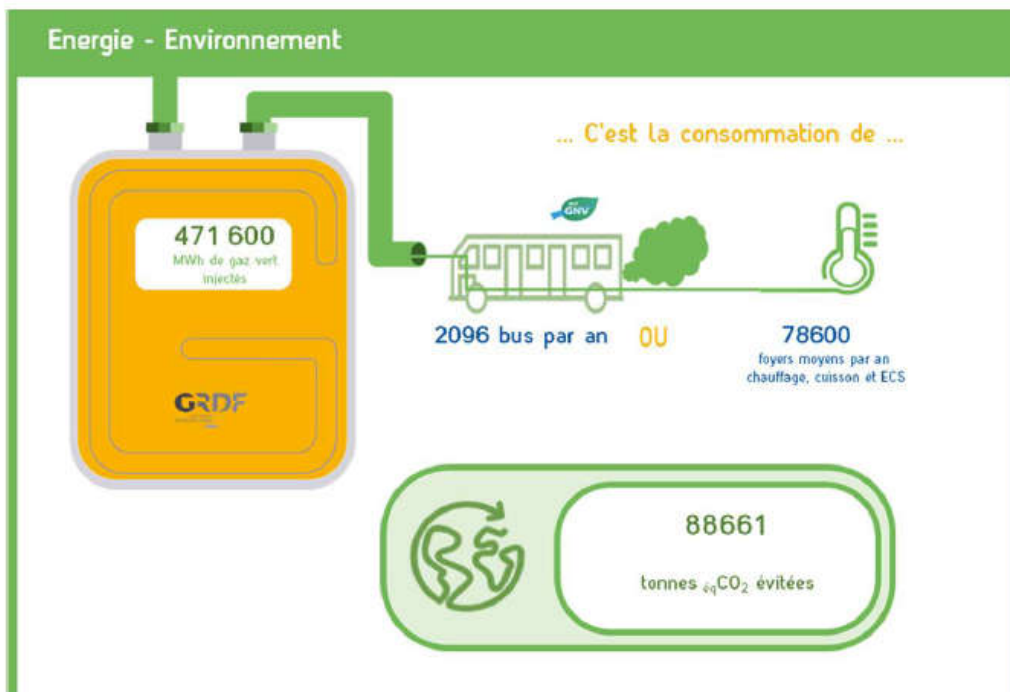 Energie - Environnement
... C'est la consommation de ...
471 600
MWh de gaz vert
injectés
GNV
2096 bus par an
OU
78600
foyers moyens par an
chauffage, cuisson et ECS
GRDF
88661
tonnes éqCO₂ évitées